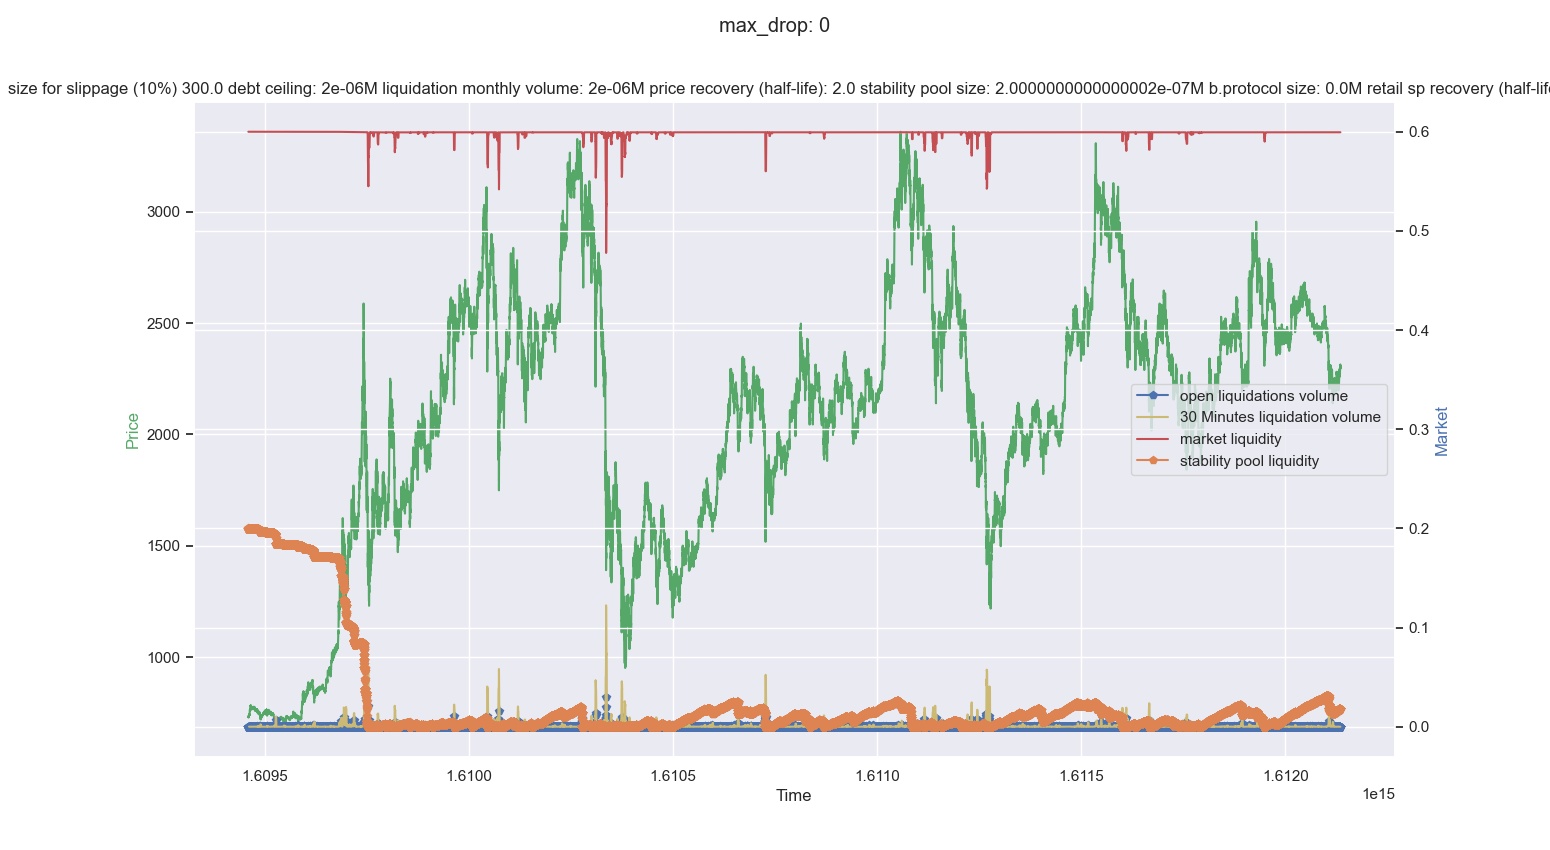 max_drop: 0
size for slippage (10%) 300.0 debt ceiling: 2e-06M liquidation monthly volume: 2e-06M price recovery (half-life): 2.0 stability pool size: 2.0000000000000002e-07M b.protocol size: 0.0M retail sp recovery
3000
2500
2000
1500
1000
Price
0.6
0.5
0.4
0.3
0.2
0.1
0.0
Market
open liquidations volume
30 Minutes liquidation volume
market liquidity
stability pool liquidity
1.6095 1.6100 1.6105 1.6110 1.6115 1.6120
Time
1e15